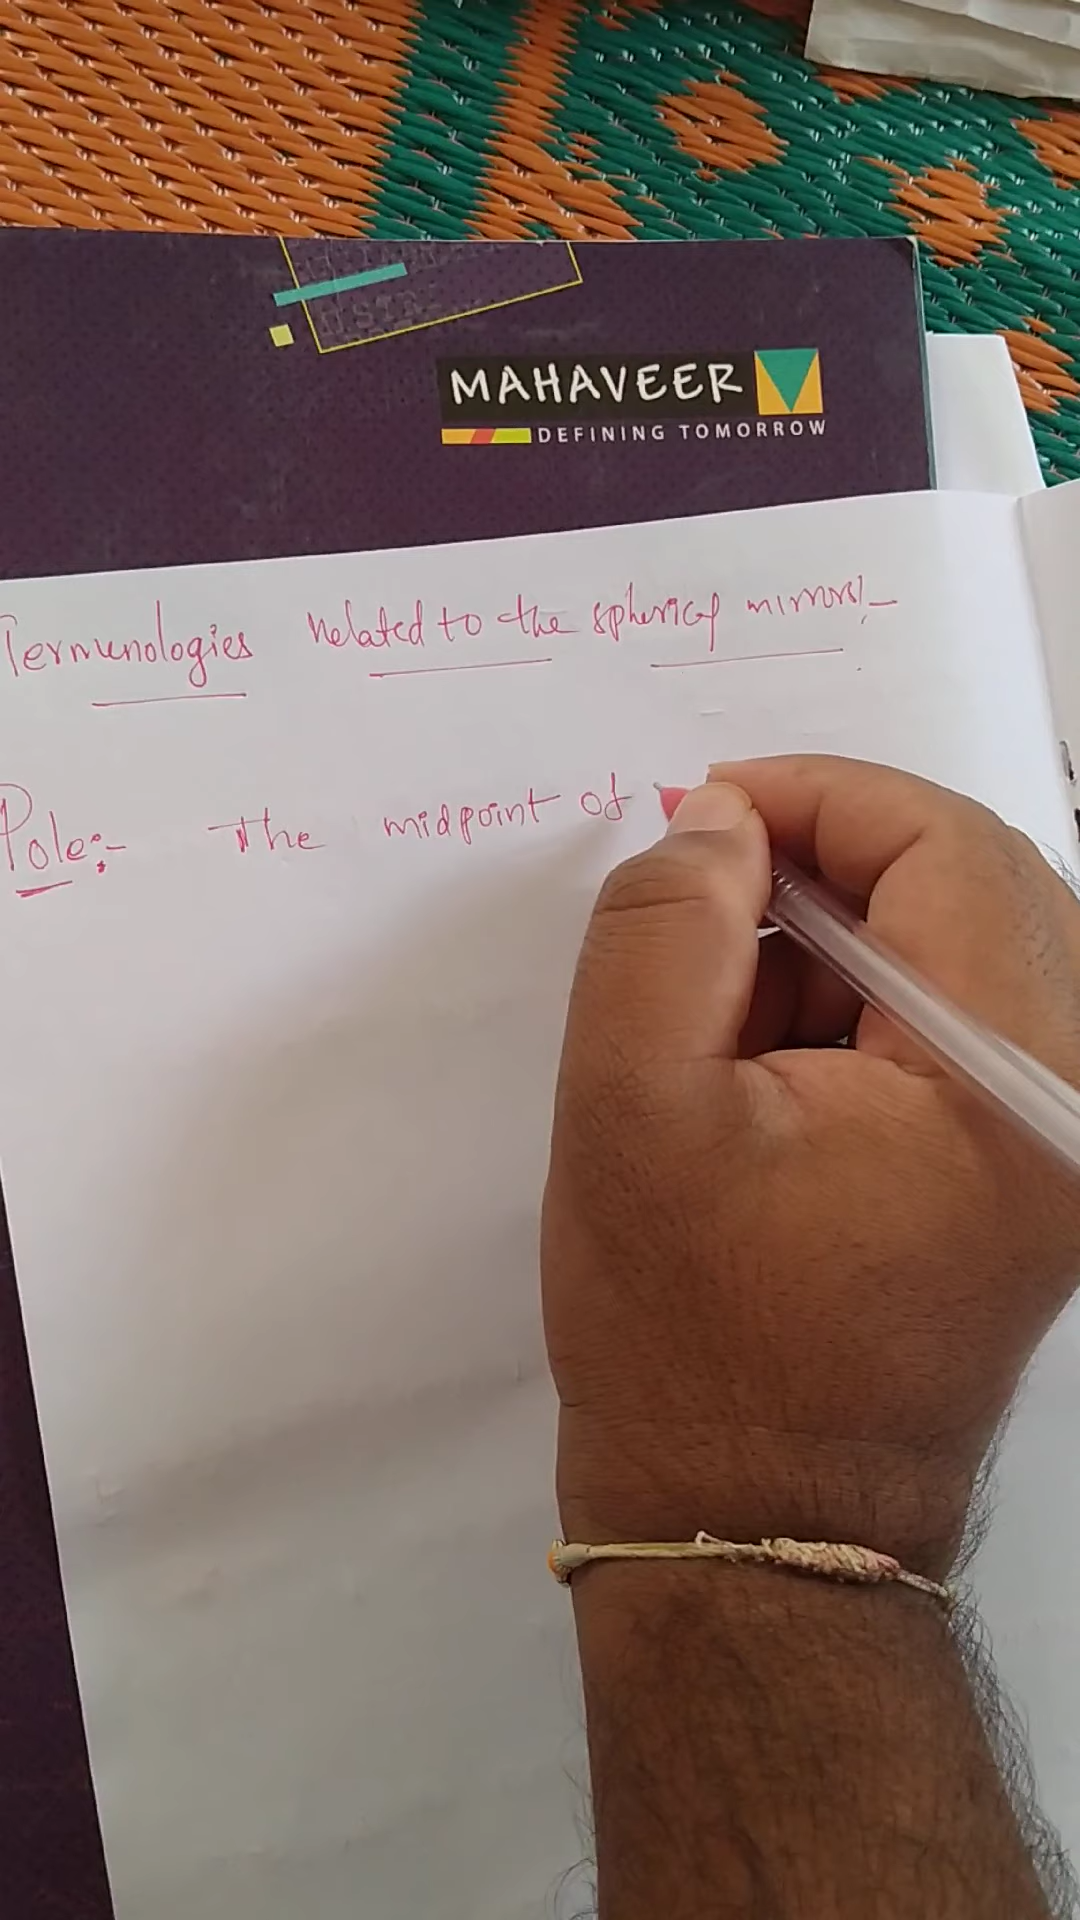 MAHAVEER
DEFINING TOMORROW
Termunologies related to the spherical mirrors:-
Pole:- The midpoint of